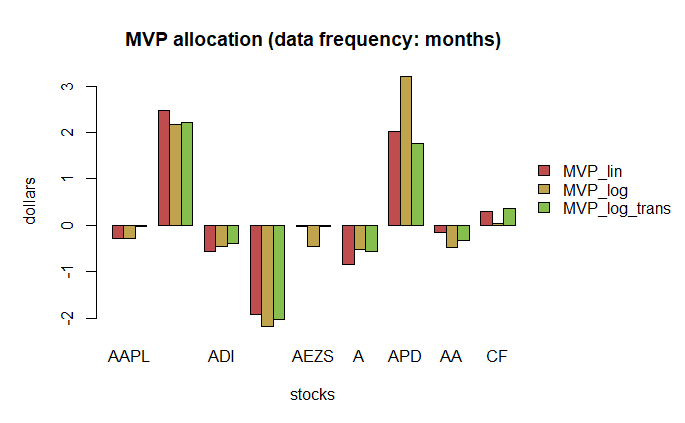 MVP allocation (data frequency: months)
dollars
3
2
1
0
-1
-2
MVP_lin
MVP_log
MVP_log_trans
AAPL ADI AEZS A APD AA CF
stocks